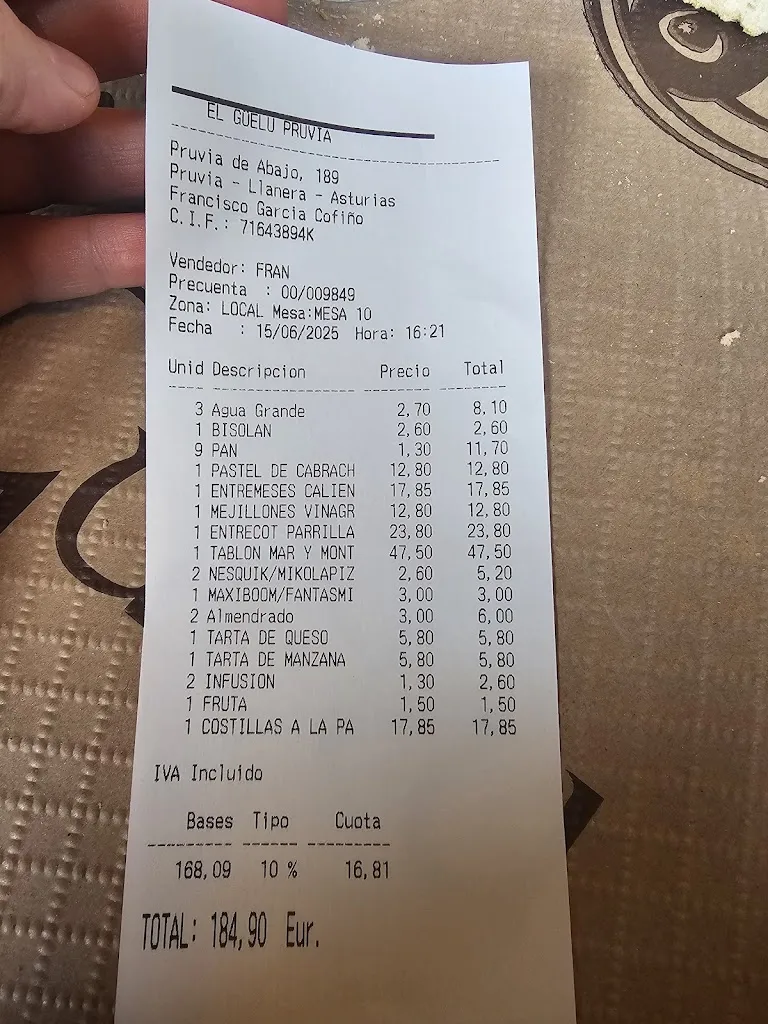 EL GÜELU PRUVIA
Pruvia de Abajo, 189
Pruvia - Llanera - Asturias
Francisco Garcia Cofiño
C.I.F.: 71643894K
Vendedor: FRAN
Precuenta : 00/009849
Zona: LOCAL Mesa:MESA 10
Fecha : 15/06/2025 Hora: 16:21
Unid Descripcion Precio Total
3 Agua Grande 2,70 8,10
1 BISOLAN 2,60 2,60
9 PAN 1,30 11,70
1 PASTEL DE CABRACH 12,80 12,80
1 ENTREMESES CALIEN 17,85 17,85
1 MEJILLONES VINAGR 12,80 12,80
1 ENTRECOT PARRILLA 23,80 23,80
1 TABLON MAR Y MONT 47,50 47,50
2 NESQUIK/MIKOLAPIZ 2,60 5,20
1 MAXIBOOM/FANTASMI 3,00 3,00
2 Almendrado 3,00 6,00
1 TARTA DE QUESO 5,80 5,80
1 TARTA DE MANZANA 5,80 5,80
2 INFUSION 1,30 2,60
1 FRUTA 1,50 1,50
1 COSTILLAS A LA PA 17,85 17,85
IVA Incluido
Bases Tipo Cuota
168,09 10 % 16,81
TOTAL: 184,90 Eur.